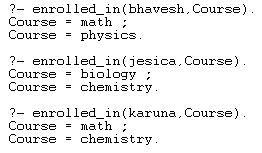 ?- enrolled_in(bhavesh,Course).
Course = math ;
Course = physics.
?- enrolled_in(jesica,Course).
Course = biology ;
Course = chemistry.
?- enrolled_in(karuna,Course).
Course = math ;
Course = chemistry.